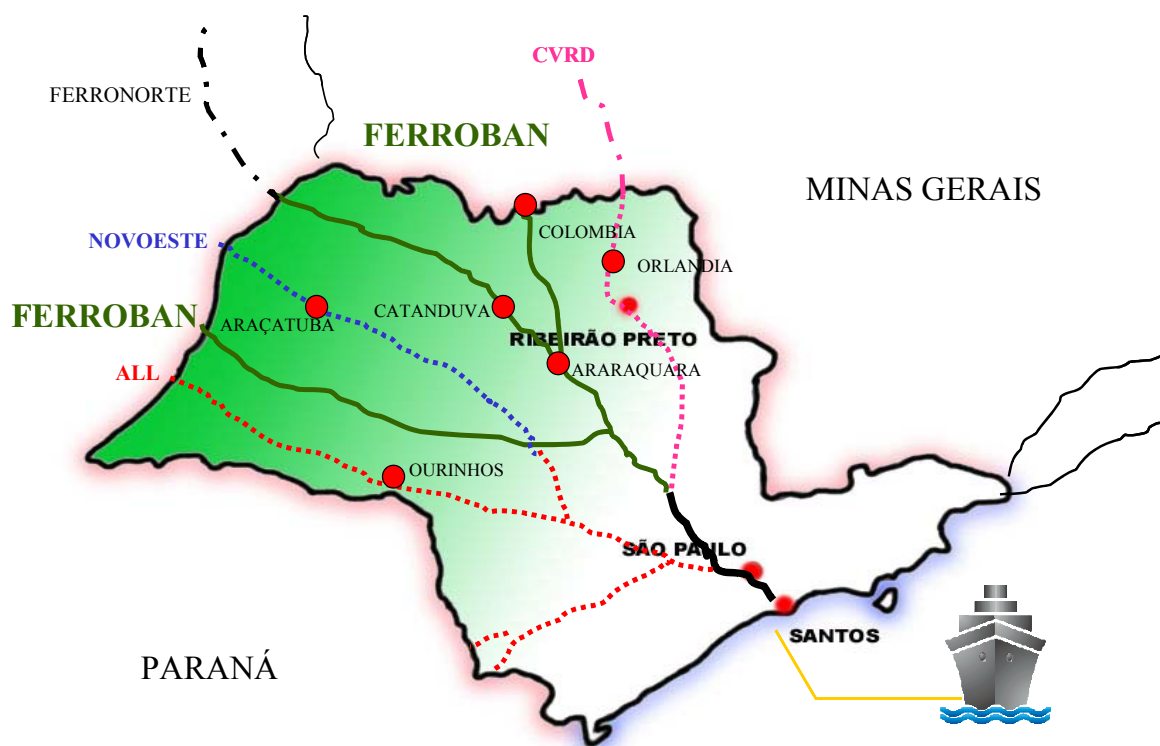 CVRD
FERRONORTE
FERROBAN
MINAS GERAIS
COLOMBIA
NOVOESTE
ORLANDIA
FERROBAN
ARAÇATUBA
CATANDUVA
RIBEIRÃO PRETO
ALL
ARARAQUARA
OURINHOS
SÃO PAULO
SANTOS
PARANÁ